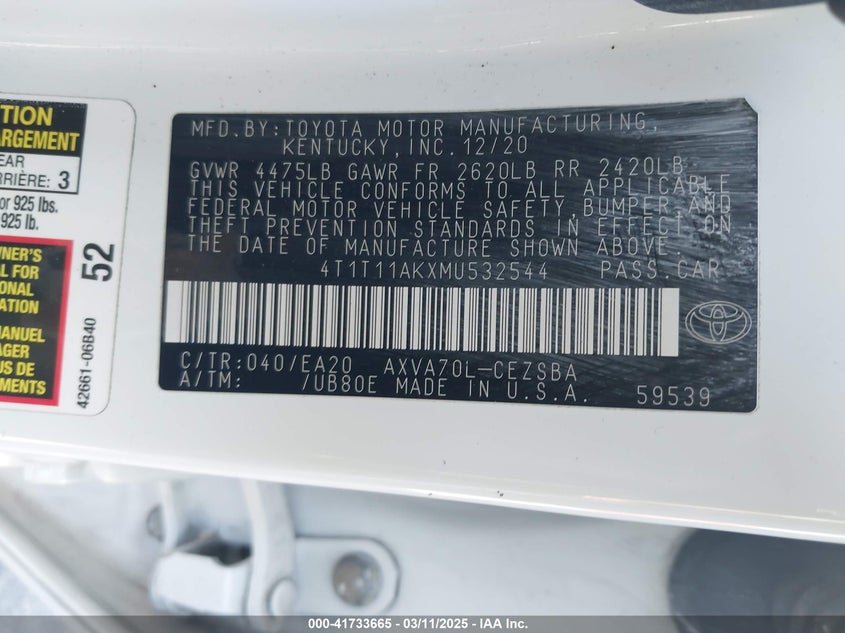 TION
ARGEMENT
EAR
RRIÈRE: 3
or 925 lbs.
925 lb.
WNER'S
L FOR
ONAL
ATION
MANUEL
AGER
US DE
IONS
52
42661-06B40
MFD.BY:TOYOTA MOTOR MANUFACTURING,
KENTUCKY,INC.12/20
GVWR 4475LB GAWR FR 2620LB RR 2420LB
THIS VEHICLE CONFORMS TO ALL APPLICABLE
FEDERAL MOTOR VEHICLE SAFETY,BUMPER,AND
THEFT PREVENTION STANDARDS IN EFFECT ON
THE DATE OF MANUFACTURE SHOWN ABOVE.
4T1T11AKXMU532544 PASS.CAR
C/TR:040/EA20 AXVA70L-CEZSBA
A/TM: /UB80E MADE IN U.S.A. 59539
000-41733665 - 03/11/2025 - IAA Inc.